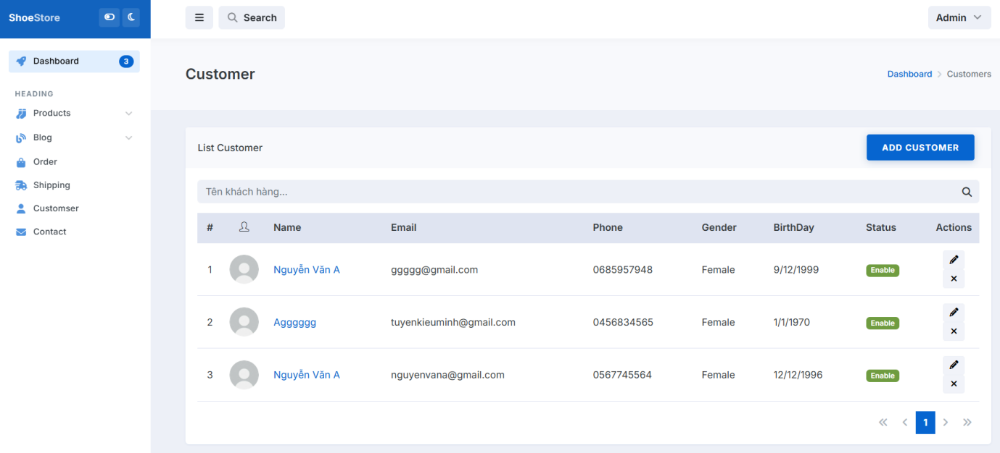 ShoeStore
Search
Admin
Dashboard 3
HEADING
Products
Blog
Order
Shipping
Customser
Contact
Customer
Dashboard > Customers
List Customer
ADD CUSTOMER
Tên khách hàng...
# Name Email Phone Gender BirthDay Status Actions
1 Nguyễn Văn A ggggg@gmail.com 0685957948 Female 9/12/1999 Enable
2 Agggggg tuyenkieuminh@gmail.com 0456834565 Female 1/1/1970 Enable
3 Nguyễn Văn A nguyenvana@gmail.com 0567745564 Female 12/12/1996 Enable
« ‹ 1 › »